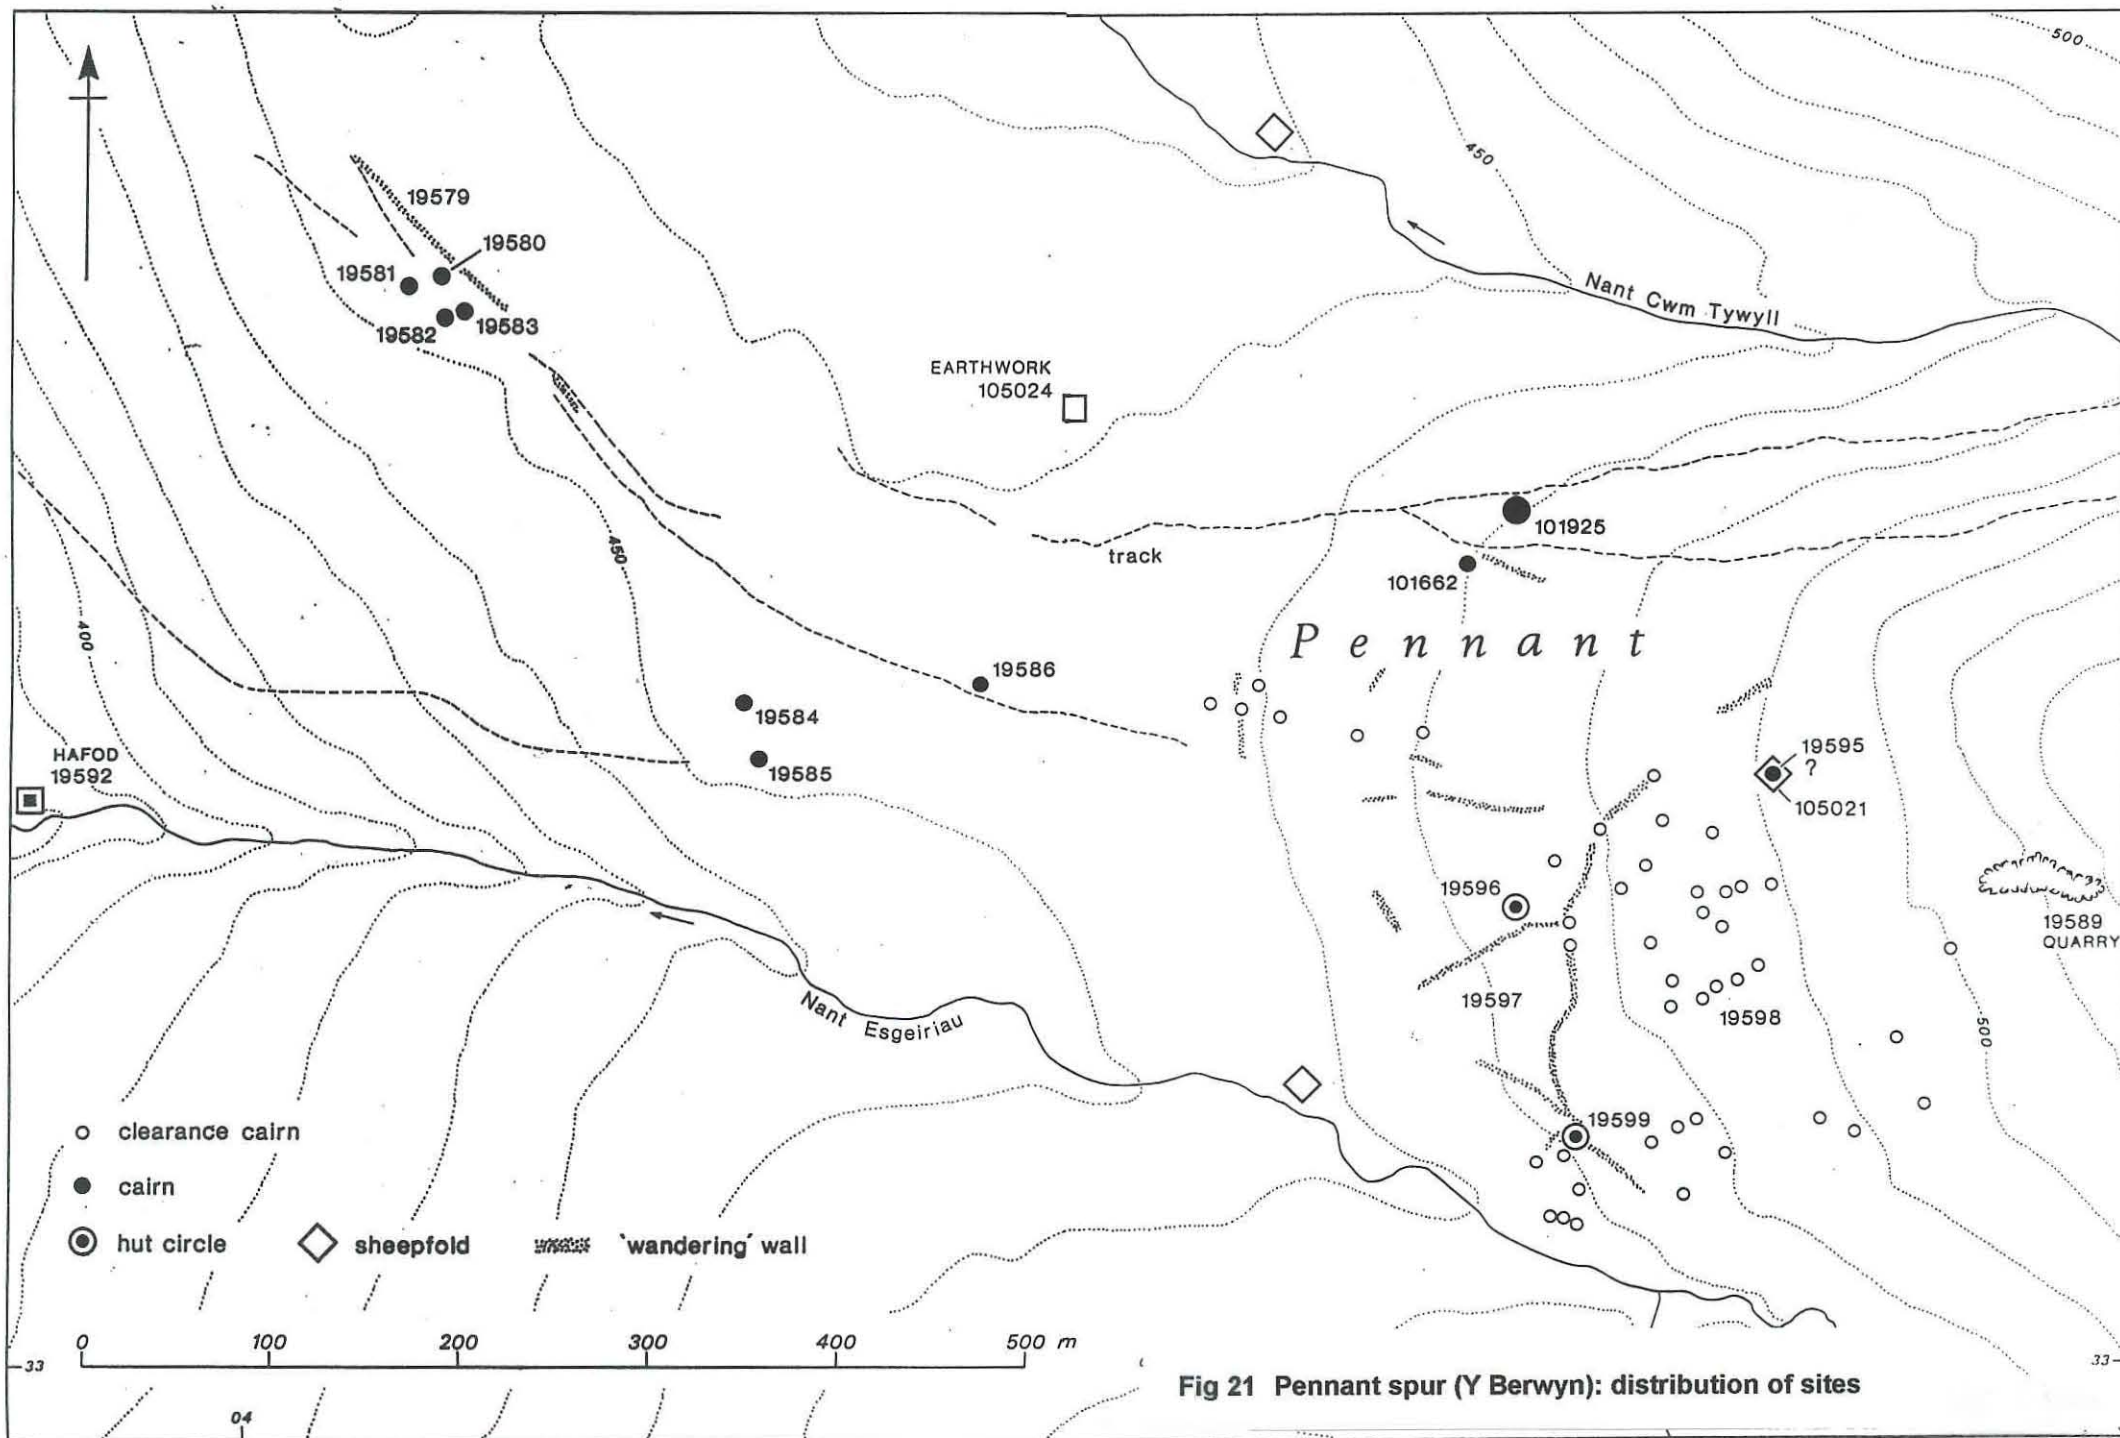 500
450
19579
19580
19581
19582
19583
Nant Cwm Tywyll
EARTHWORK
105024
101925
track
101662
450
Pennant
400
19586
19584
19585
HAFOD
19592
19595
?
105021
19596
19589
QUARRY
19597
19598
Nant Esgeiriau
500
19599
clearance cairn
cairn
hut circle
sheepfold
'wandering' wall
0 100 200 300 400 500 m
33
33
Fig 21 Pennant spur (Y Berwyn): distribution of sites
04